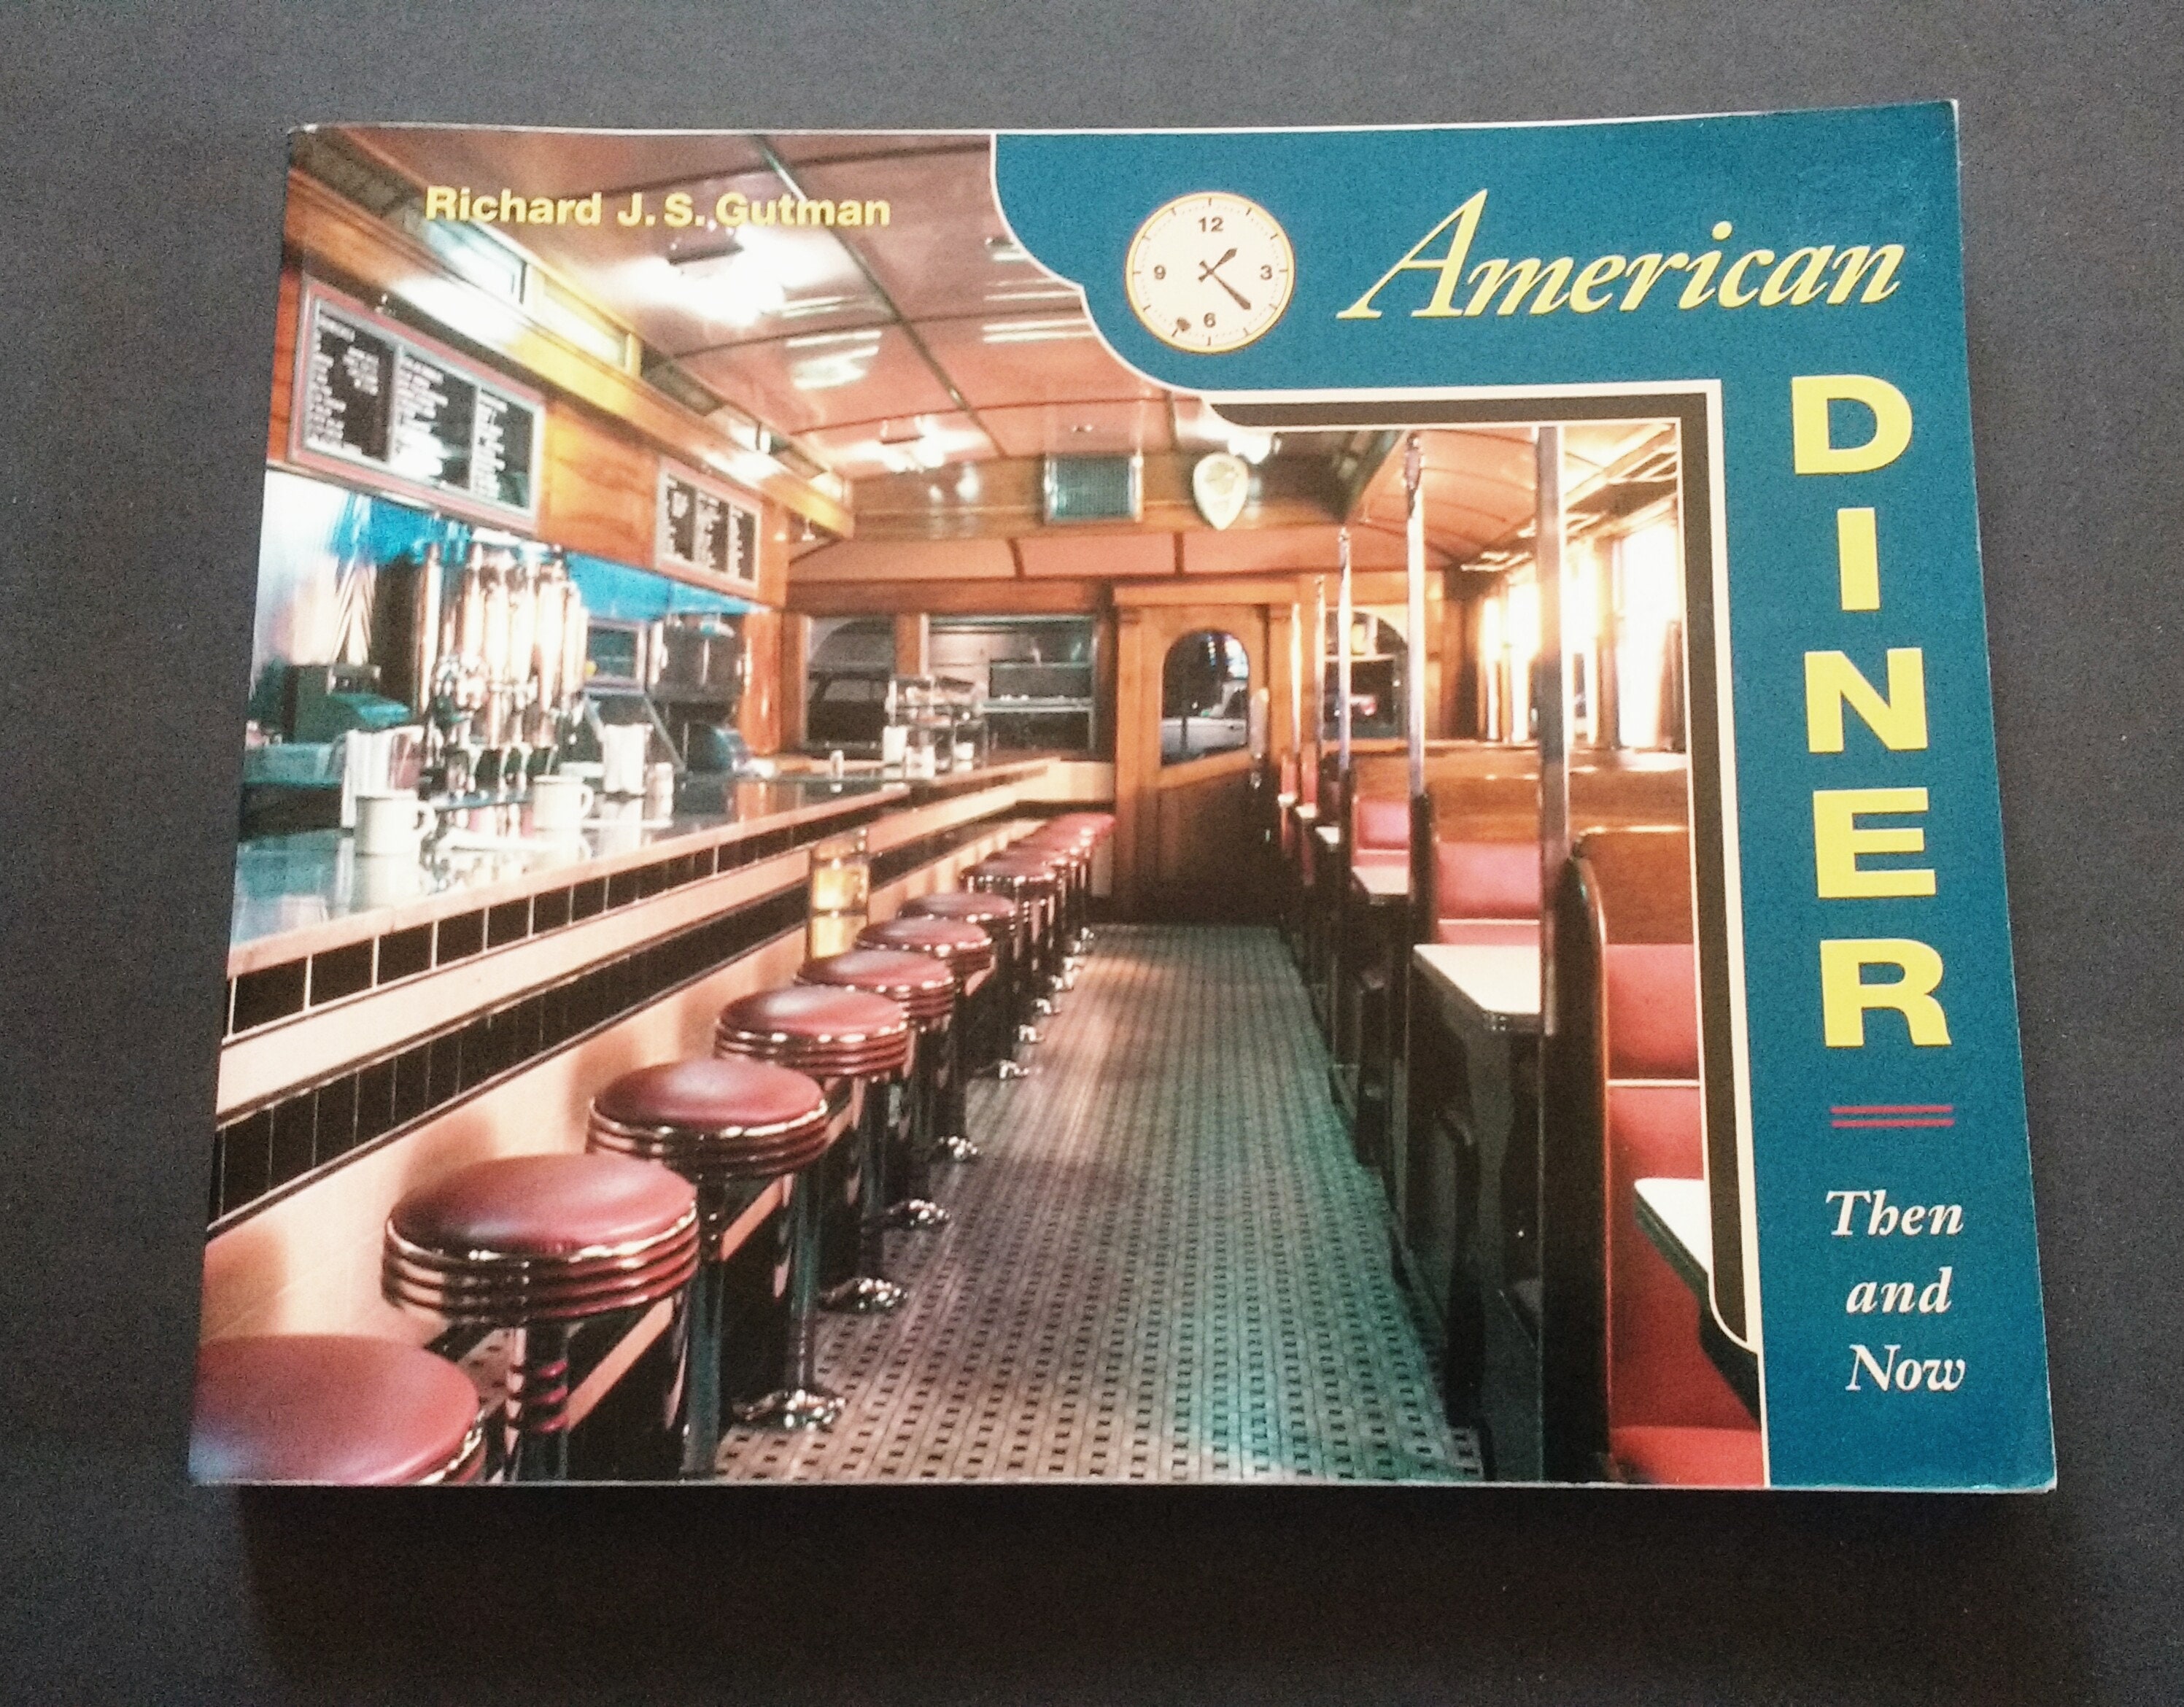 Richard J. S. Gutman
12
9
3
6
American
DINER
Then
and
Now